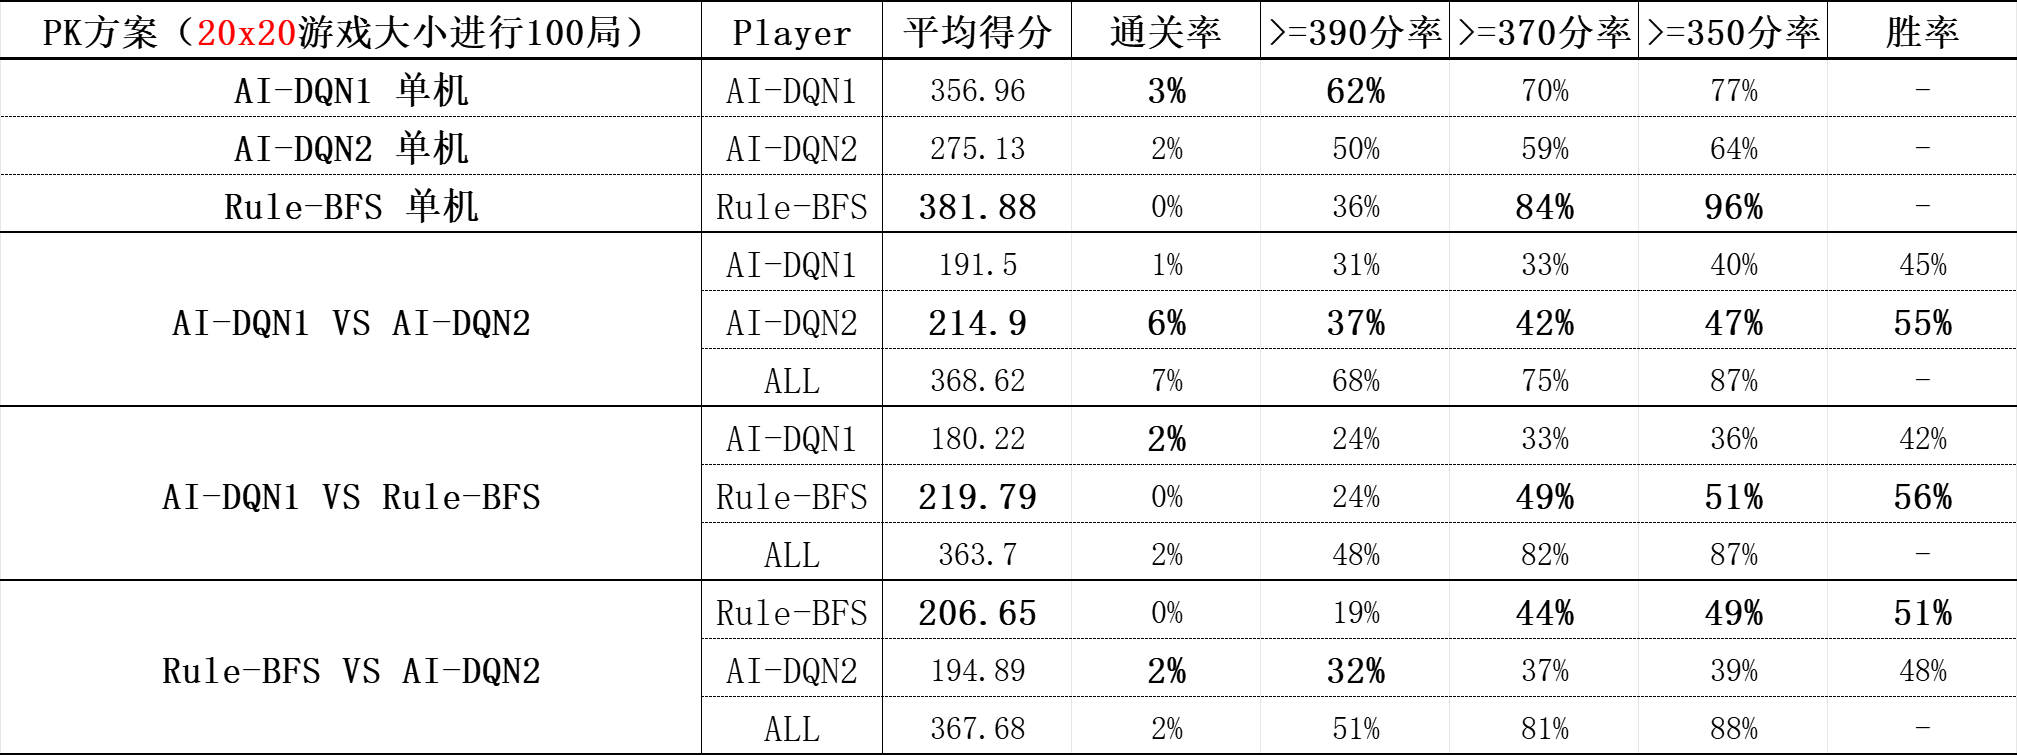 PK方案（20x20游戏大小进行100局） Player 平均得分 通关率 >=390分率 >=370分率 >=350分率 胜率
AI-DQN1 单机 AI-DQN1 356.96 3% 62% 70% 77% -
AI-DQN2 单机 AI-DQN2 275.13 2% 50% 59% 64% -
Rule-BFS 单机 Rule-BFS 381.88 0% 36% 84% 96% -
AI-DQN1 VS AI-DQN2
AI-DQN1 191.5 1% 31% 33% 40% 45%
AI-DQN2 214.9 6% 37% 42% 47% 55%
ALL 368.62 7% 68% 75% 87% -
AI-DQN1 VS Rule-BFS
AI-DQN1 180.22 2% 24% 33% 36% 42%
Rule-BFS 219.79 0% 24% 49% 51% 56%
ALL 363.7 2% 48% 82% 87% -
Rule-BFS VS AI-DQN2
Rule-BFS 206.65 0% 19% 44% 49% 51%
AI-DQN2 194.89 2% 32% 37% 39% 48%
ALL 367.68 2% 51% 81% 88% -